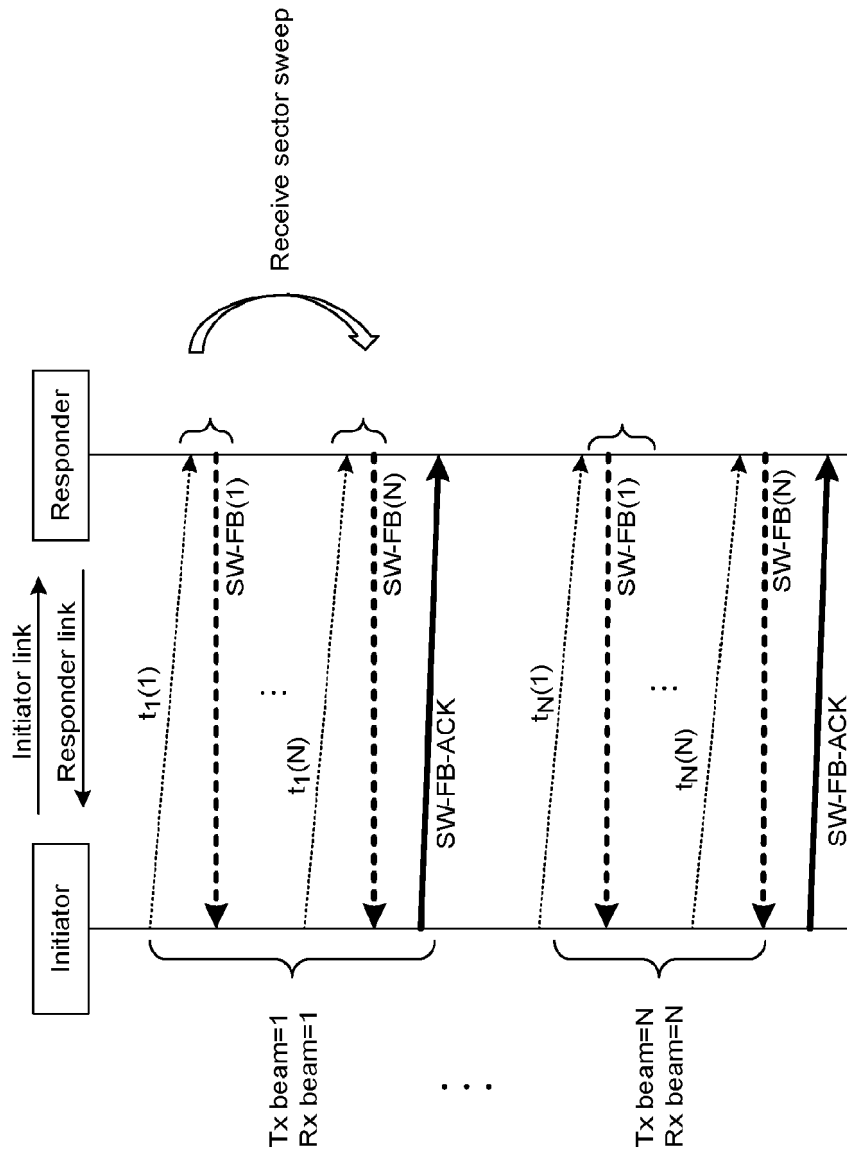 Initiator link
Responder link
Initiator
Responder
t1(1)
SW-FB(1)
...
t1(N)
SW-FB(N)
SW-FB-ACK
Tx beam=1
Rx beam=1
Receive sector sweep
...
tN(1)
SW-FB(1)
...
tN(N)
SW-FB(N)
SW-FB-ACK
Tx beam=N
Rx beam=N